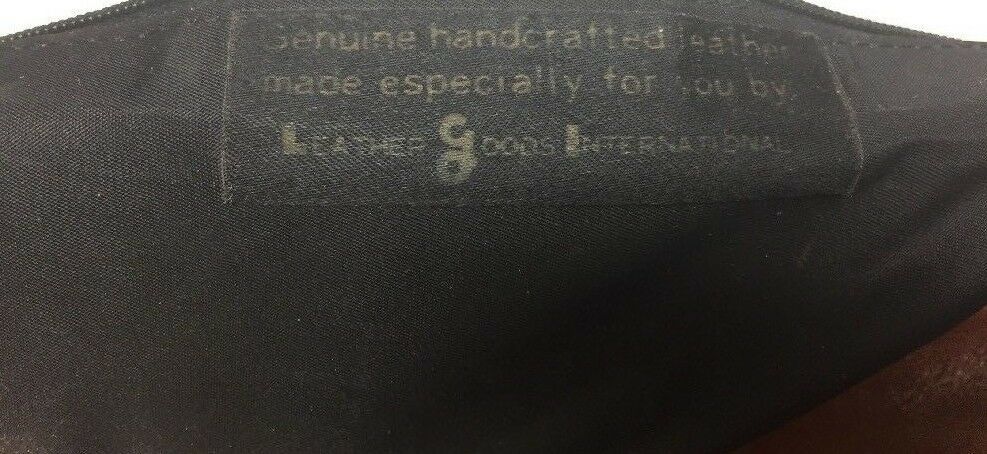 Genuine handcrafted leather
made especially for you by
LEATHER GOODS INTERNATIONAL